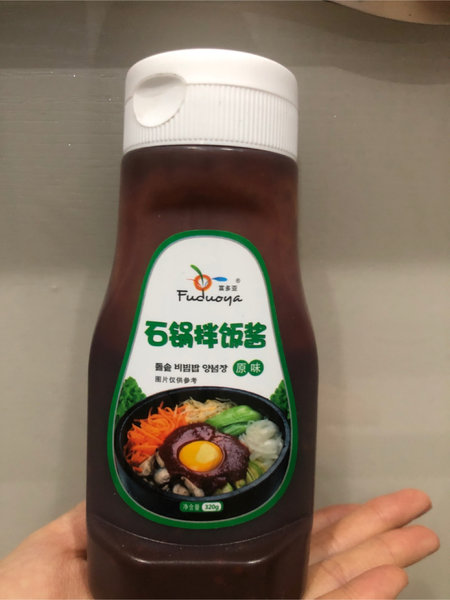 富多亚 ®
Fuduoya
石锅拌饭酱
돌솥 비빔밥 양념장 原味
图片仅供参考
净含量 320g